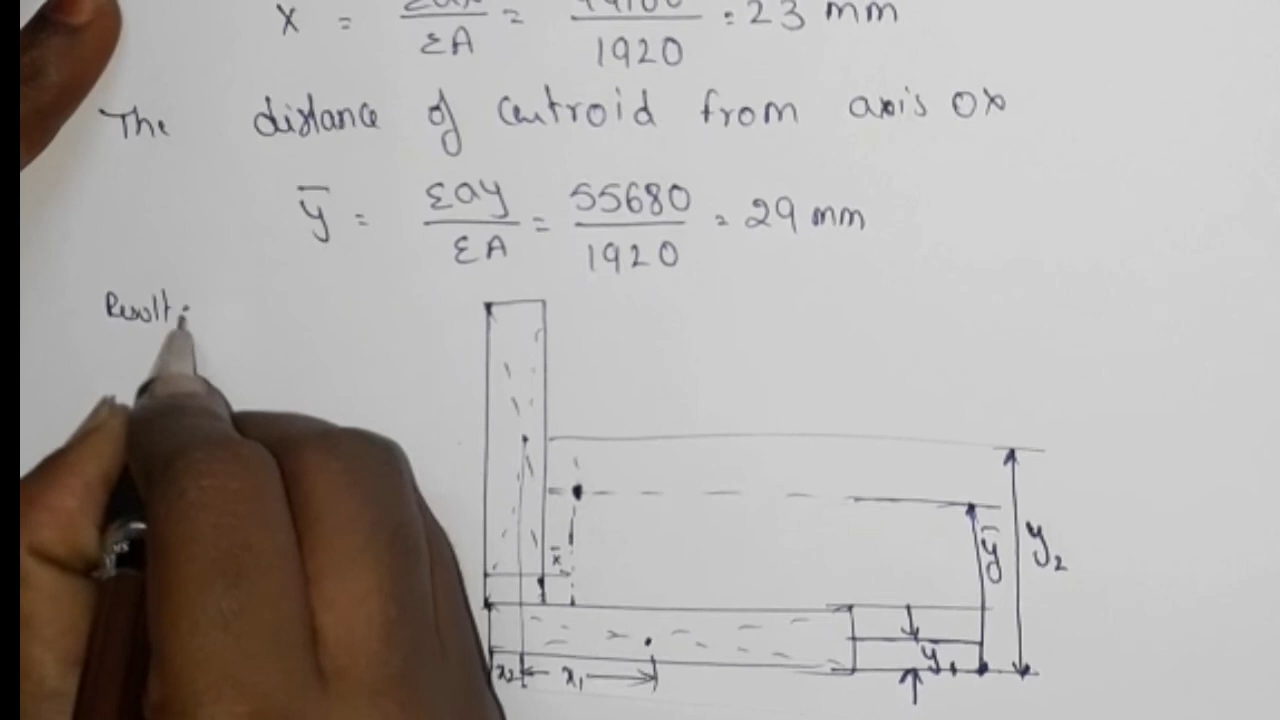 x = ΣA = 1920 = 23 mm
The distance of centroid from axis OX
ȳ = Σay / ΣA = 55680 / 1920 = 29 mm
Result:
y₂
ȳ
x̄
y₁
x₂ x₁